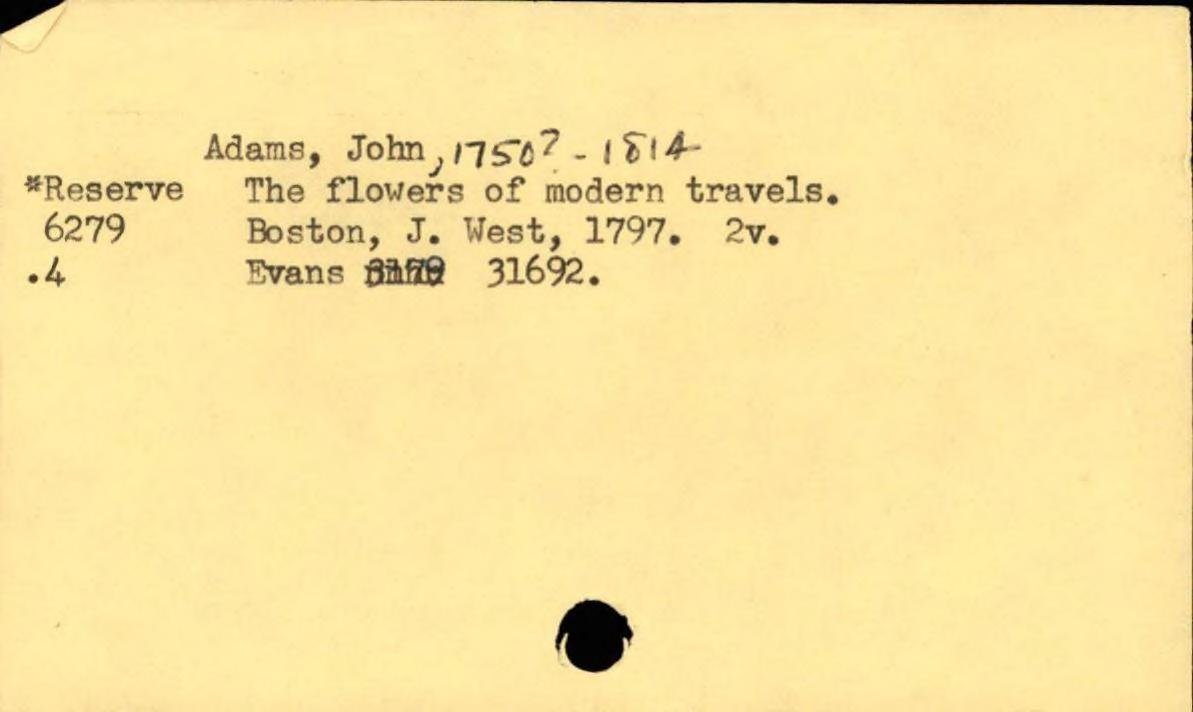 Adams, John, 1750? - 1814
*Reserve The flowers of modern travels.
6279 Boston, J. West, 1797. 2v.
.4 Evans 31692.